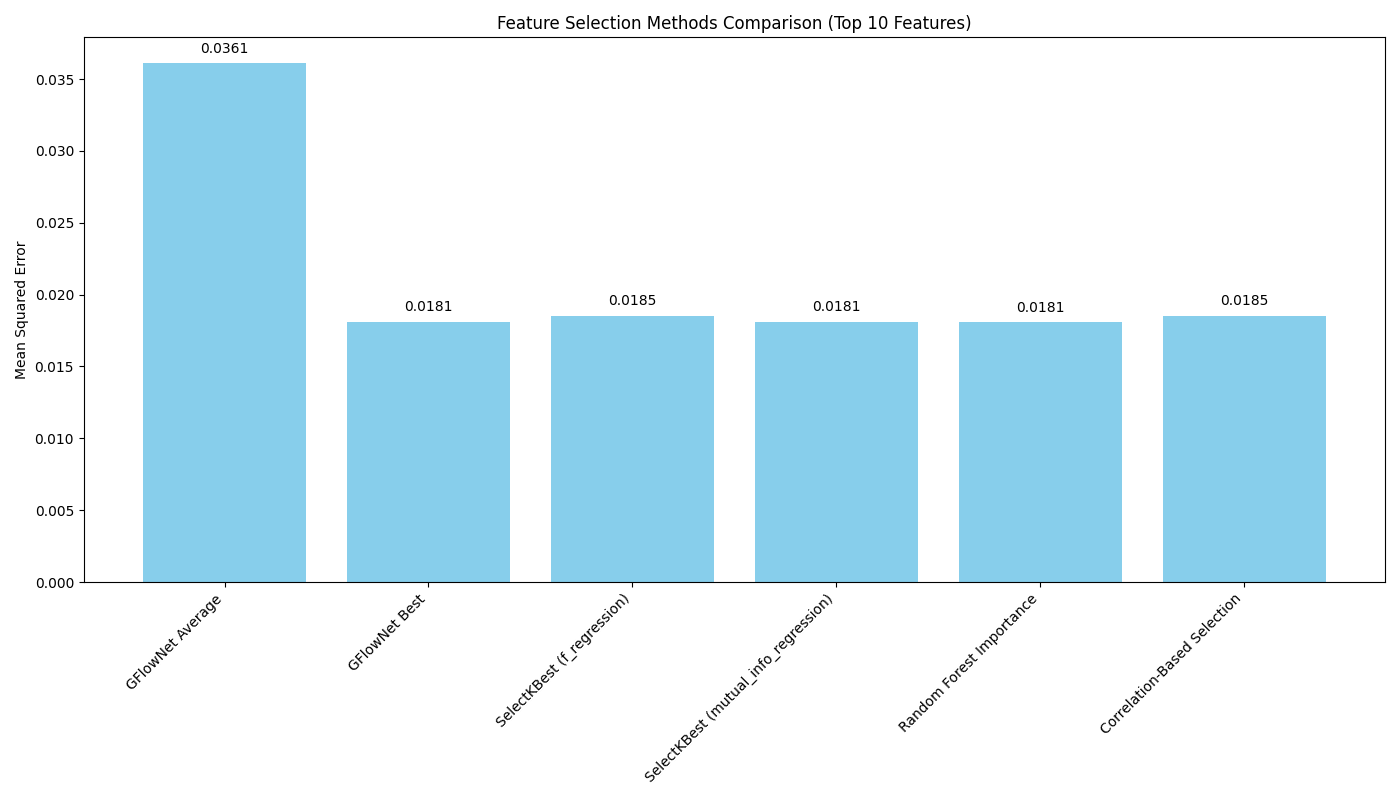 Feature Selection Methods Comparison (Top 10 Features)
Mean Squared Error
0.035
0.030
0.025
0.020
0.015
0.010
0.005
0.000
0.0361
0.0181
0.0185
0.0181
0.0181
0.0185
GFlowNet Average
GFlowNet Best
SelectKBest (f_regression)
SelectKBest (mutual_info_regression)
Random Forest Importance
Correlation-Based Selection